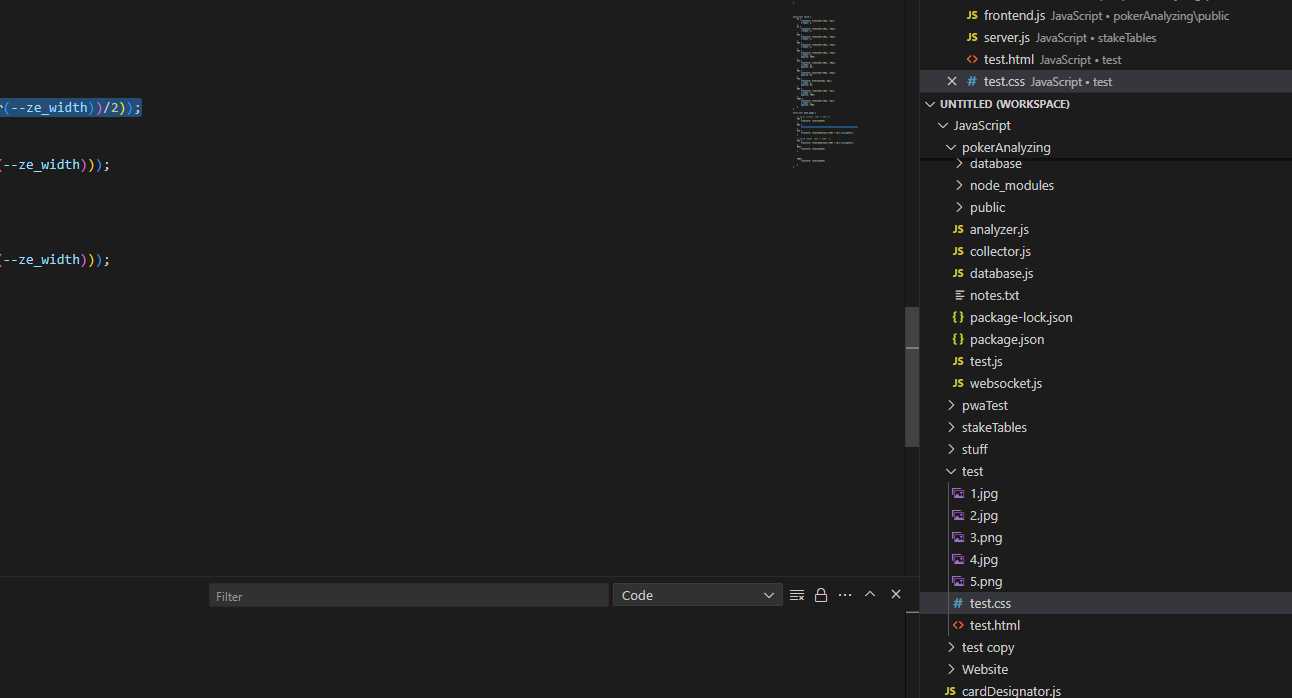 (--ze_width))/2));
(--ze_width)));
(--ze_width)));
Filter
Code
JS frontend.js JavaScript • pokerAnalyzing\public
JS server.js JavaScript • stakeTables
<> test.html JavaScript • test
# test.css JavaScript • test
UNTITLED (WORKSPACE)
JavaScript
pokerAnalyzing
database
node_modules
public
JS analyzer.js
JS collector.js
JS database.js
notes.txt
{} package-lock.json
{} package.json
JS test.js
JS websocket.js
pwaTest
stakeTables
stuff
test
1.jpg
2.jpg
3.png
4.jpg
5.png
# test.css
<> test.html
test copy
Website
JS cardDesignator.js